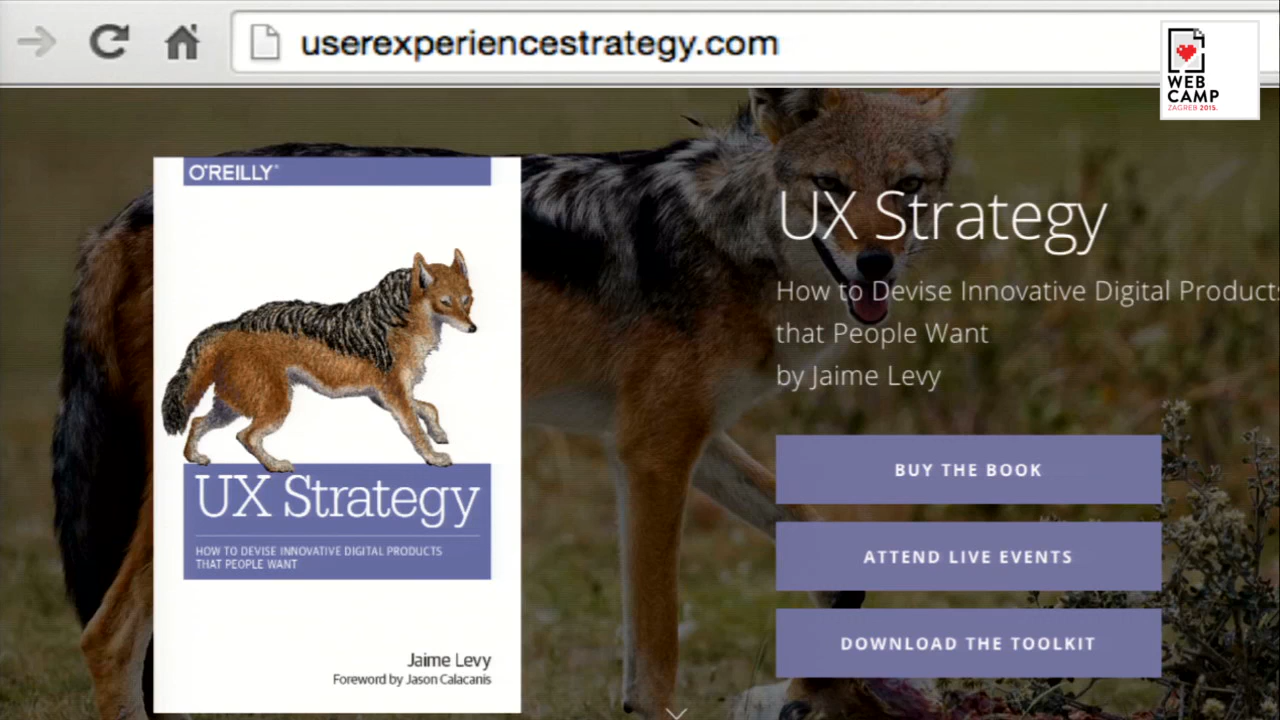 userexperiencestrategy.com
WEB
CAMP
ZAGREB 2015.
O'REILLY®
UX Strategy
HOW TO DEVISE INNOVATIVE DIGITAL PRODUCTS
THAT PEOPLE WANT
Jaime Levy
Foreword by Jason Calacanis
UX Strategy
How to Devise Innovative Digital Products
that People Want
by Jaime Levy
BUY THE BOOK
ATTEND LIVE EVENTS
DOWNLOAD THE TOOLKIT